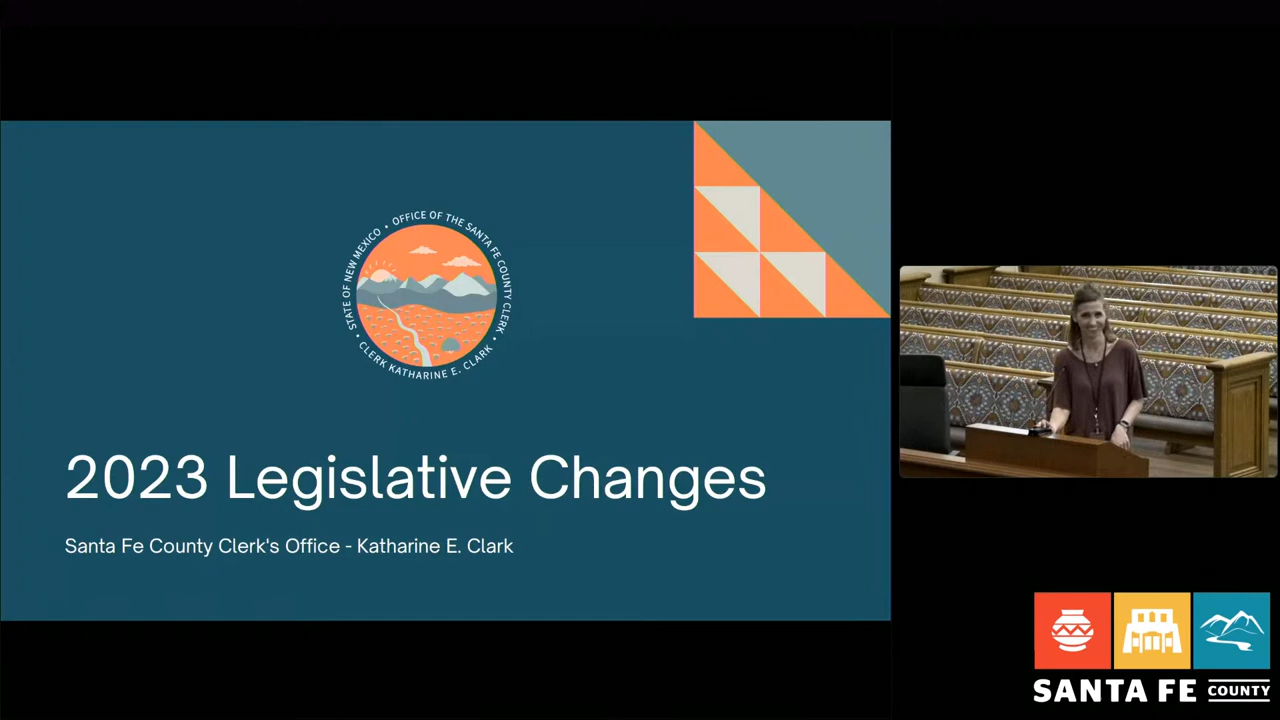 STATE OF NEW MEXICO • OFFICE OF THE SANTA FE COUNTY CLERK •
CLERK KATHARINE E. CLARK •
2023 Legislative Changes
Santa Fe County Clerk's Office - Katharine E. Clark
SANTA FE COUNTY